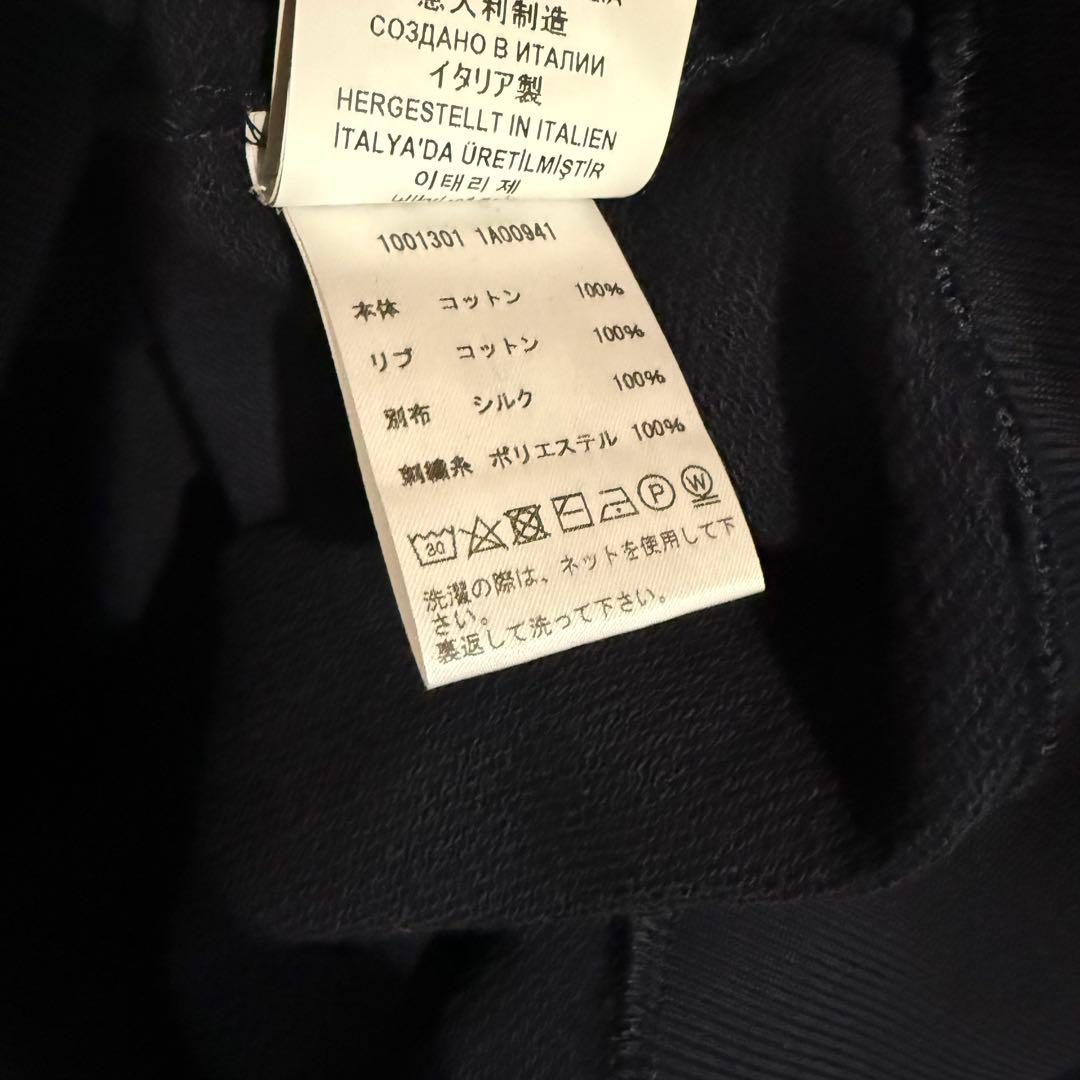 意大利制造
СОЗДАНО В ИТАЛИИ
イタリア製
HERGESTELLT IN ITALIEN
İTALYA'DA ÜRETİLMİŞTİR
이태리 제
1001301 1A00941
本体 コットン 100%
リブ コットン 100%
別布 シルク 100%
刺繍糸 ポリエステル 100%
30
P
W
洗濯の際は、ネットを使用して下
さい。
裏返して洗って下さい。